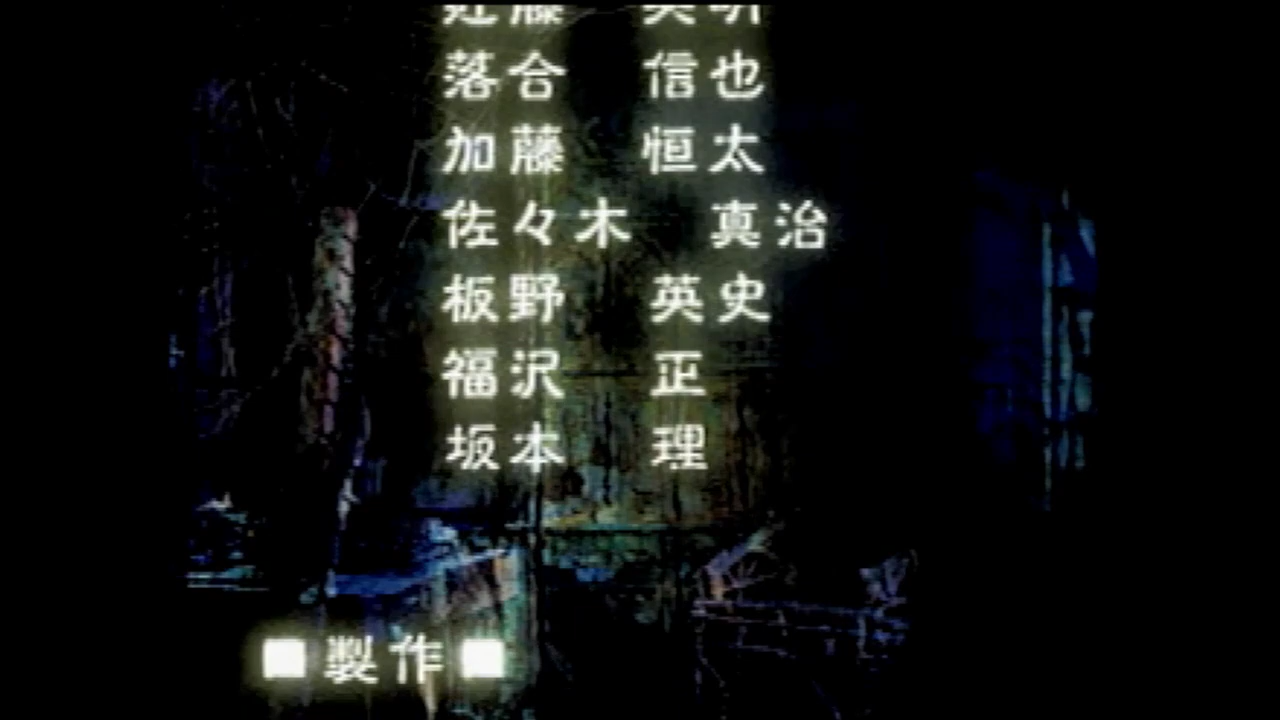 落合 信也
加藤 恒太
佐々木 真治
板野 英史
福沢 正
坂本 理
■製作■